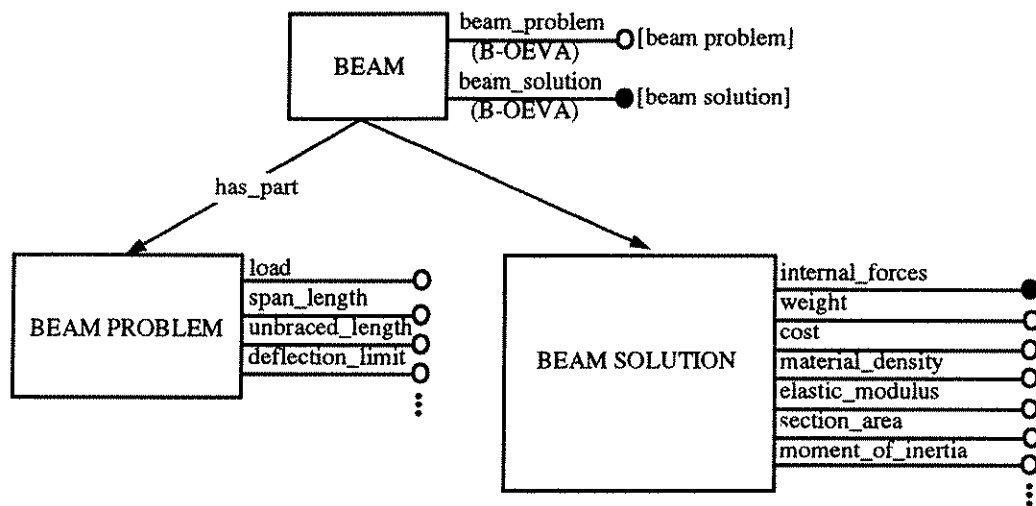 beam_problem
(B-OEVA)
[beam problem]
BEAM
beam_solution
(B-OEVA)
[beam solution]
has_part
BEAM PROBLEM
load
span_length
unbraced_length
deflection_limit
BEAM SOLUTION
internal_forces
weight
cost
material_density
elastic_modulus
section_area
moment_of_inertia